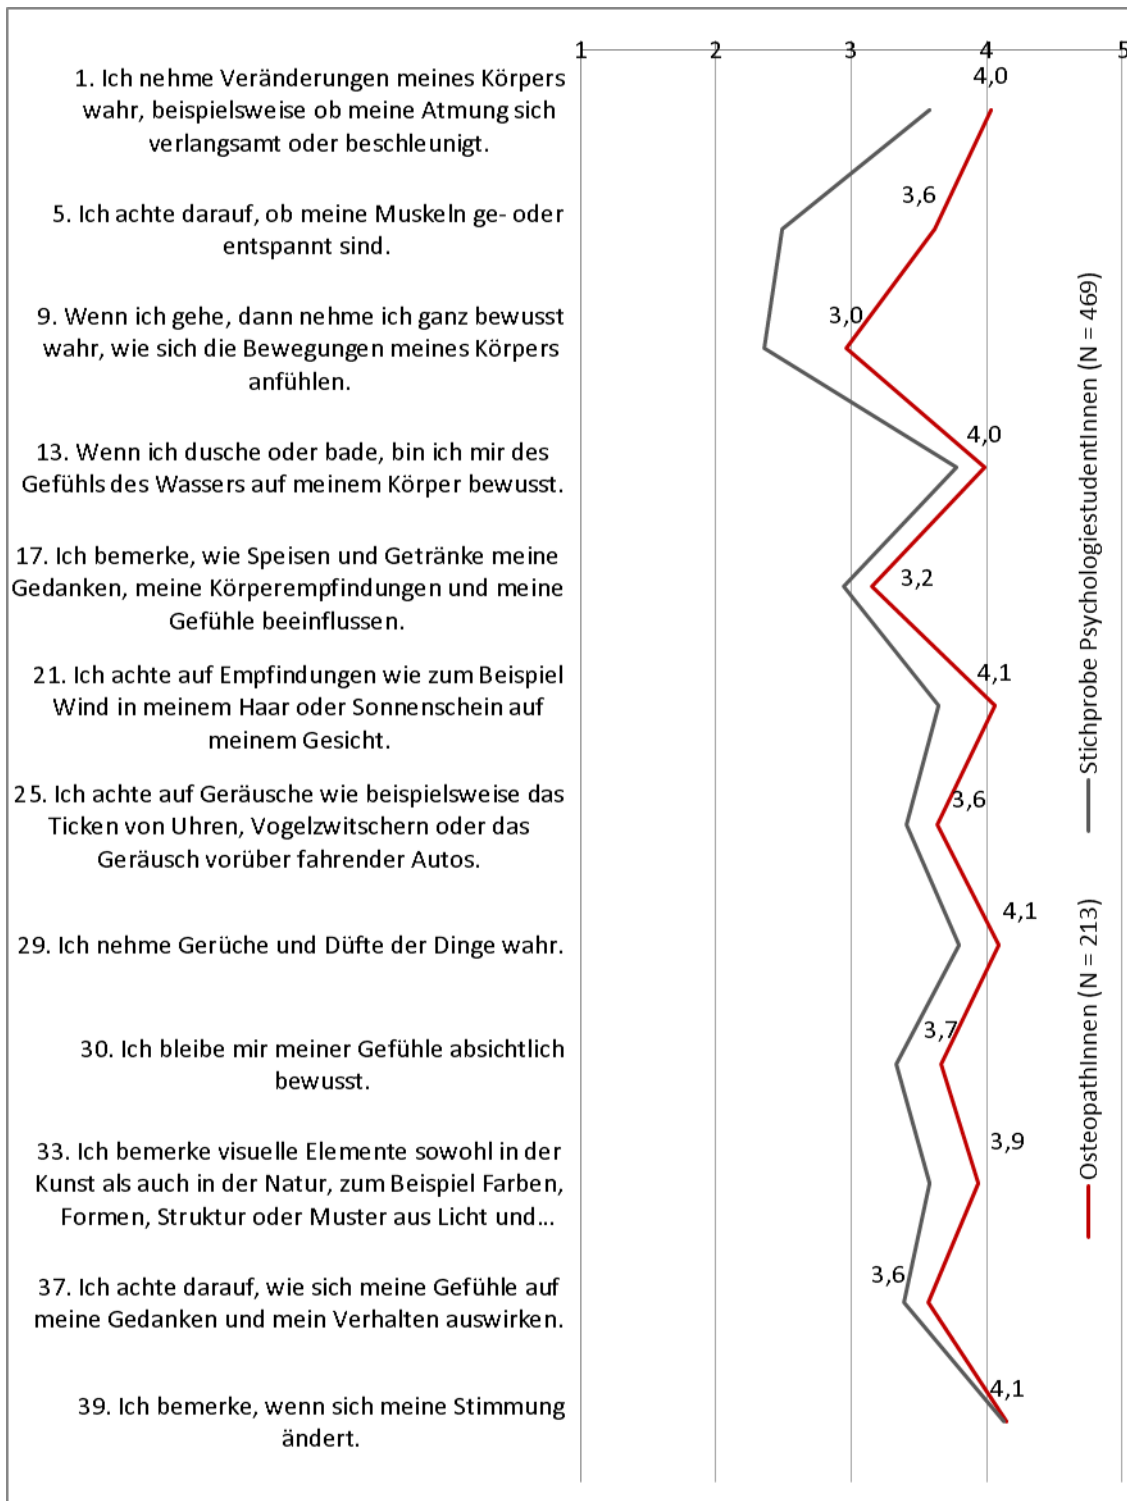 1 2 3 4 5
4,0
1. Ich nehme Veränderungen meines Körpers
wahr, beispielsweise ob meine Atmung sich
verlangsamt oder beschleunigt.
3,6
5. Ich achte darauf, ob meine Muskeln ge- oder
entspannt sind.
3,0
9. Wenn ich gehe, dann nehme ich ganz bewusst
wahr, wie sich die Bewegungen meines Körpers
anfühlen.
4,0
13. Wenn ich dusche oder bade, bin ich mir des
Gefühls des Wassers auf meinem Körper bewusst.
17. Ich bemerke, wie Speisen und Getränke meine
Gedanken, meine Körperempfindungen und meine
Gefühle beeinflussen.
3,2
21. Ich achte auf Empfindungen wie zum Beispiel
Wind in meinem Haar oder Sonnenschein auf
meinem Gesicht.
4,1
25. Ich achte auf Geräusche wie beispielsweise das
Ticken von Uhren, Vogelzwitschern oder das
Geräusch vorüber fahrender Autos.
3,6
29. Ich nehme Gerüche und Düfte der Dinge wahr.
4,1
30. Ich bleibe mir meiner Gefühle absichtlich
bewusst.
3,7
33. Ich bemerke visuelle Elemente sowohl in der
Kunst als auch in der Natur, zum Beispiel Farben,
Formen, Struktur oder Muster aus Licht und...
3,9
37. Ich achte darauf, wie sich meine Gefühle auf
meine Gedanken und mein Verhalten auswirken.
3,6
39. Ich bemerke, wenn sich meine Stimmung
ändert.
4,1
Stichprobe PsychologiestudentInnen (N = 469)
OsteopathInnen (N = 213)